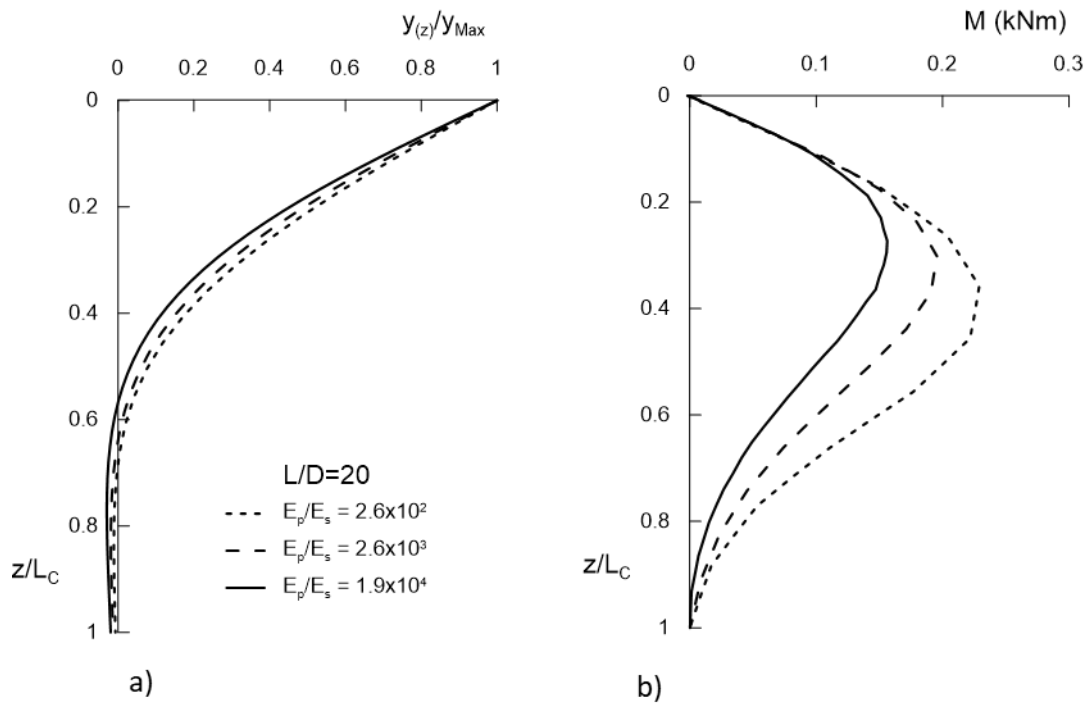 y₍z₎/yMax
0 0.2 0.4 0.6 0.8 1
0
0.2
0.4
0.6
0.8
1
z/LC
L/D=20
Eₚ/Eₛ = 2.6x10²
Eₚ/Eₛ = 2.6x10³
Eₚ/Eₛ = 1.9x10⁴
a)
M (kNm)
0 0.1 0.2 0.3
0
0.2
0.4
0.6
0.8
1
z/LC
b)